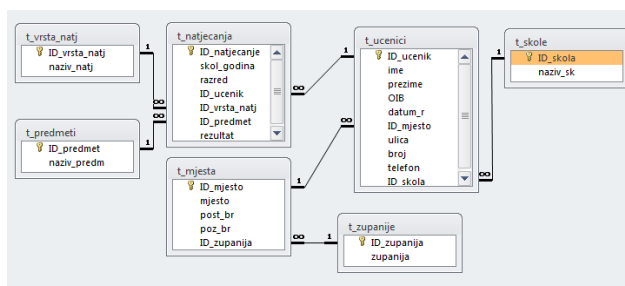 t_vrsta_natj
ID_vrsta_natj
naziv_natj
t_predmeti
ID_predmet
naziv_predm
t_natjecanja
ID_natjecanje
skol_godina
razred
ID_ucenik
ID_vrsta_natj
ID_predmet
rezultat
t_mjesta
ID_mjesto
mjesto
post_br
poz_br
ID_zupanija
t_ucenici
ID_ucenik
ime
prezime
OIB
datum_r
ID_mjesto
ulica
broj
telefon
ID_skola
t_zupanije
ID_zupanija
zupanija
t_skole
ID_skola
naziv_sk
1
∞
∞
1
1
∞
∞
1
1
∞
∞
1